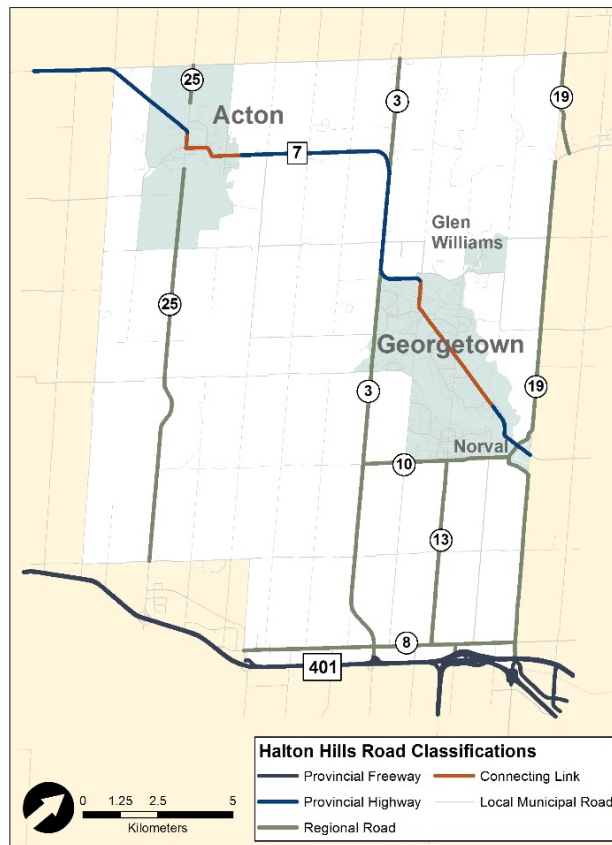 25
Acton
3
19
7
Glen
Williams
25
Georgetown
3
19
Norval
10
13
8
401
Halton Hills Road Classifications
Provincial Freeway
Connecting Link
Provincial Highway
Local Municipal Road
Regional Road
0 1.25 2.5 5
Kilometers